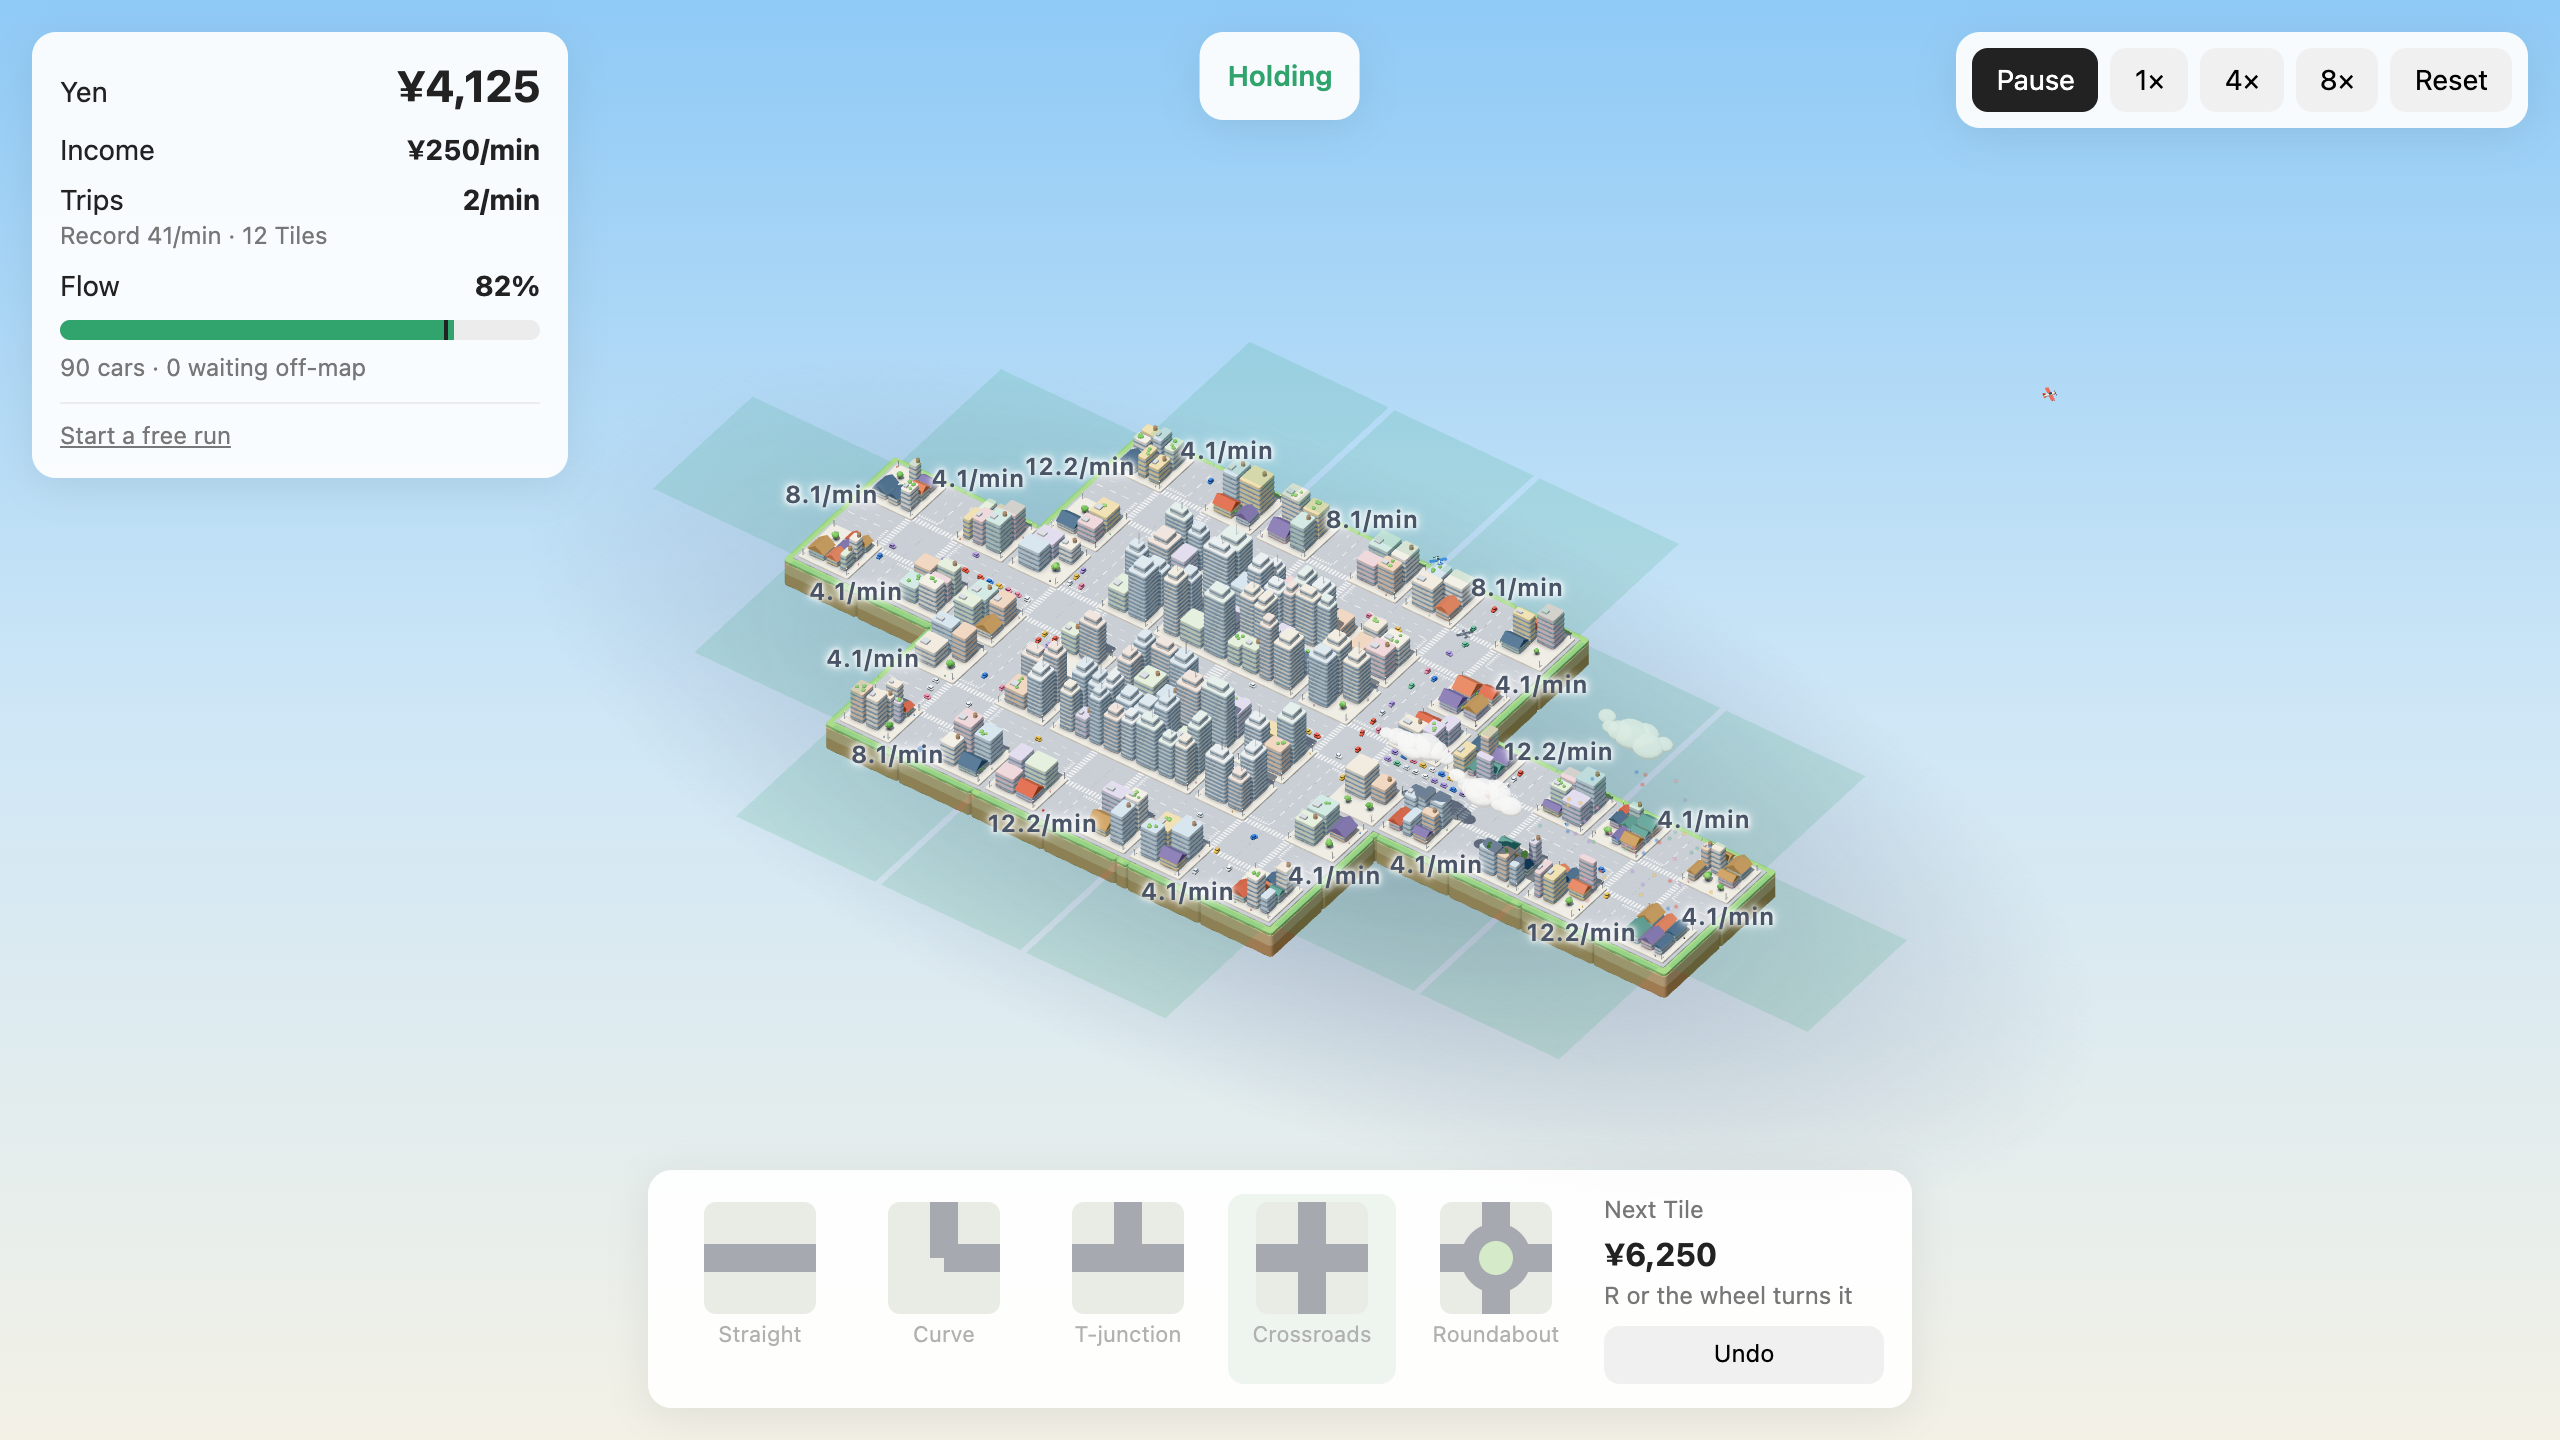 Yen ¥4,125
Income ¥250/min
Trips 2/min
Record 41/min · 12 Tiles
Flow 82%
90 cars · 0 waiting off-map
Start a free run
Holding
Pause 1× 4× 8× Reset
4.1/min
12.2/min
4.1/min
8.1/min
8.1/min
4.1/min
8.1/min
4.1/min
4.1/min
12.2/min
8.1/min
4.1/min
12.2/min
4.1/min
4.1/min
4.1/min
4.1/min
12.2/min
Straight
Curve
T-junction
Crossroads
Roundabout
Next Tile
¥6,250
R or the wheel turns it
Undo